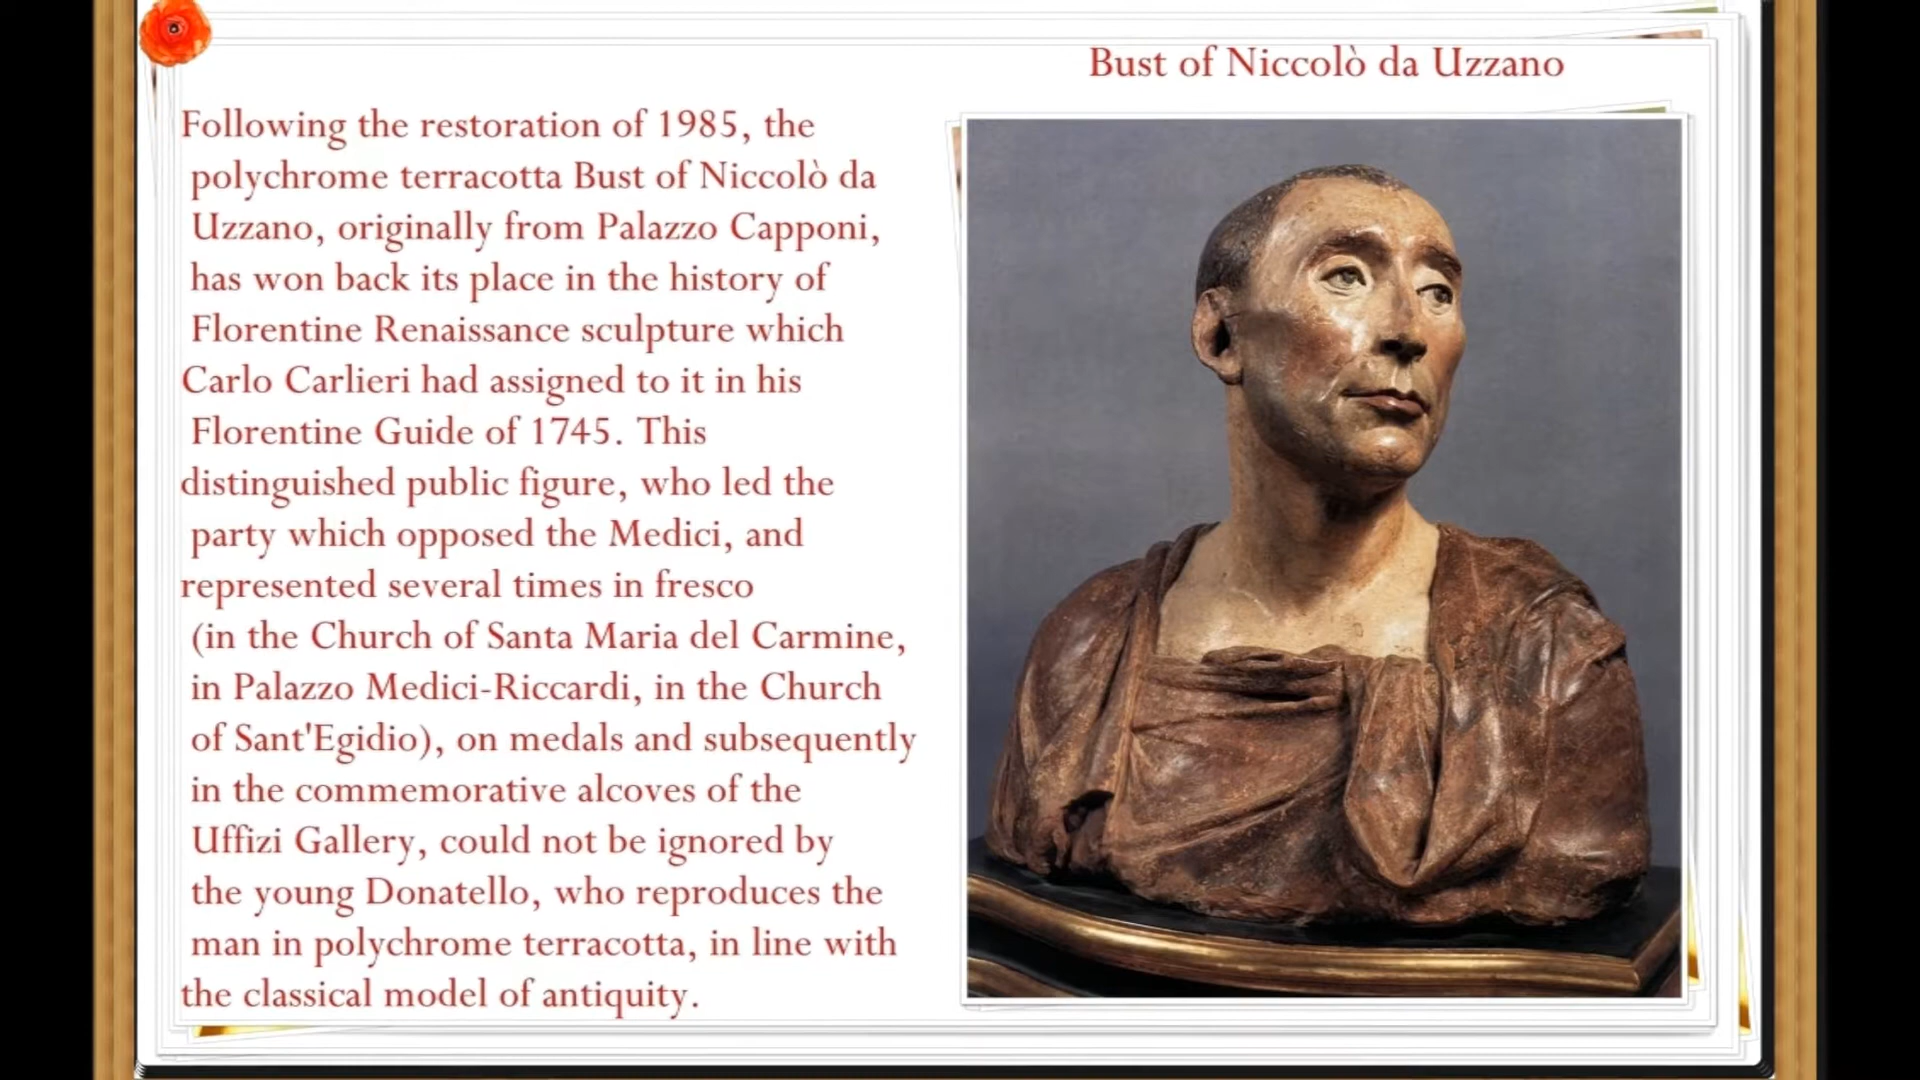 Bust of Niccolò da Uzzano
Following the restoration of 1985, the
polychrome terracotta Bust of Niccolò da
Uzzano, originally from Palazzo Capponi,
has won back its place in the history of
Florentine Renaissance sculpture which
Carlo Carlieri had assigned to it in his
Florentine Guide of 1745. This
distinguished public figure, who led the
party which opposed the Medici, and
represented several times in fresco
(in the Church of Santa Maria del Carmine,
in Palazzo Medici-Riccardi, in the Church
of Sant'Egidio), on medals and subsequently
in the commemorative alcoves of the
Uffizi Gallery, could not be ignored by
the young Donatello, who reproduces the
man in polychrome terracotta, in line with
the classical model of antiquity.